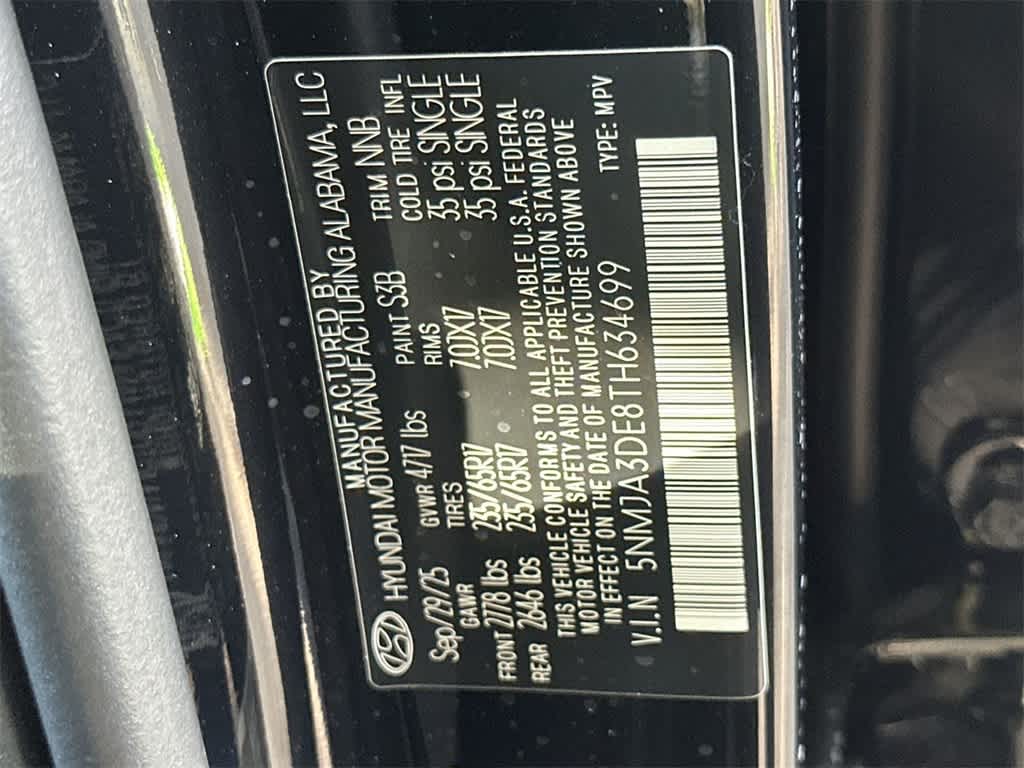 MANUFACTURED BY
HYUNDAI MOTOR MANUFACTURING ALABAMA, LLC
Sep/29/25 GVWR 4717 lbs PAINT S3B TRIM NNB
GAWR TIRES RIMS COLD TIRE INFL
FRONT 2778 lbs 235/65R17 7.0JX17 35 psi SINGLE
REAR 2646 lbs 235/65R17 7.0JX17 35 psi SINGLE
THIS VEHICLE CONFORMS TO ALL APPLICABLE U.S.A. FEDERAL
MOTOR VEHICLE SAFETY AND THEFT PREVENTION STANDARDS
IN EFFECT ON THE DATE OF MANUFACTURE SHOWN ABOVE
V.I.N 5NMJA3DE8TH634699 TYPE: MPV